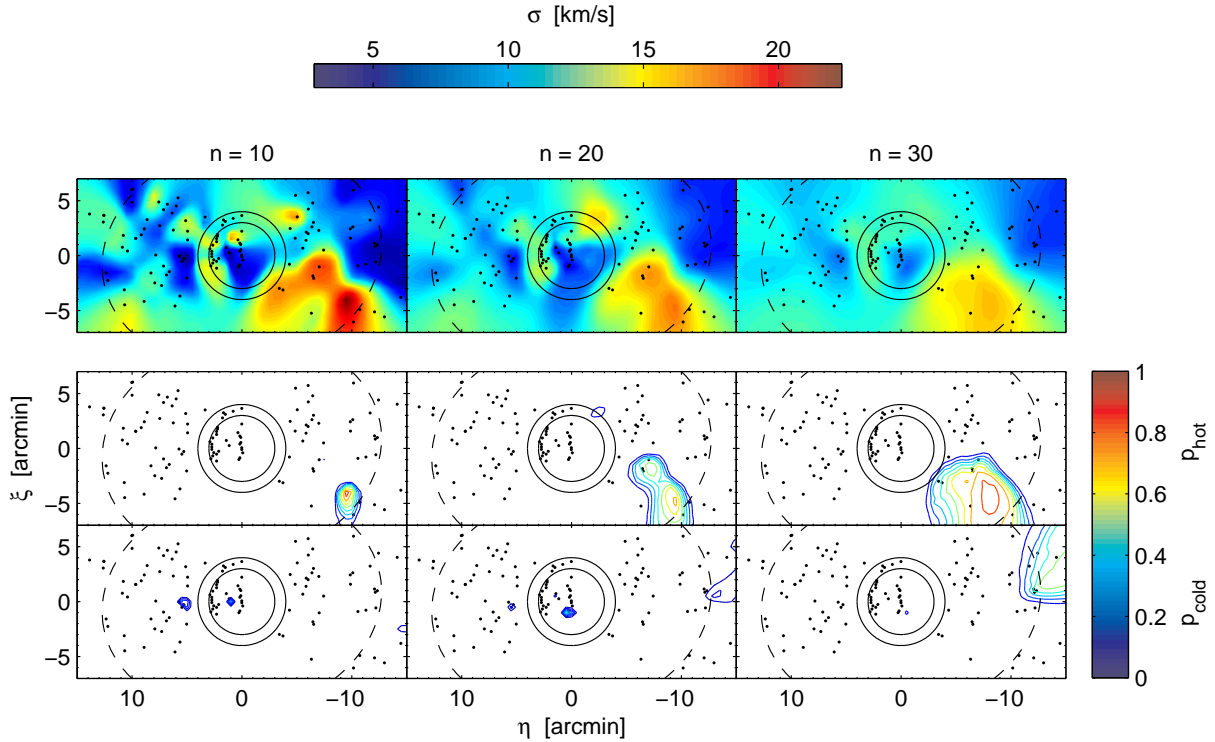 σ [km/s]
5 10 15 20
n = 10 n = 20 n = 30
5
0
−5
1
5
0.8
0
p_hot
0.6
−5
ξ [arcmin]
0.4
5
0.2
0
p_cold
−5
0
10 0 −10 10 0 −10 10 0 −10
η [arcmin]